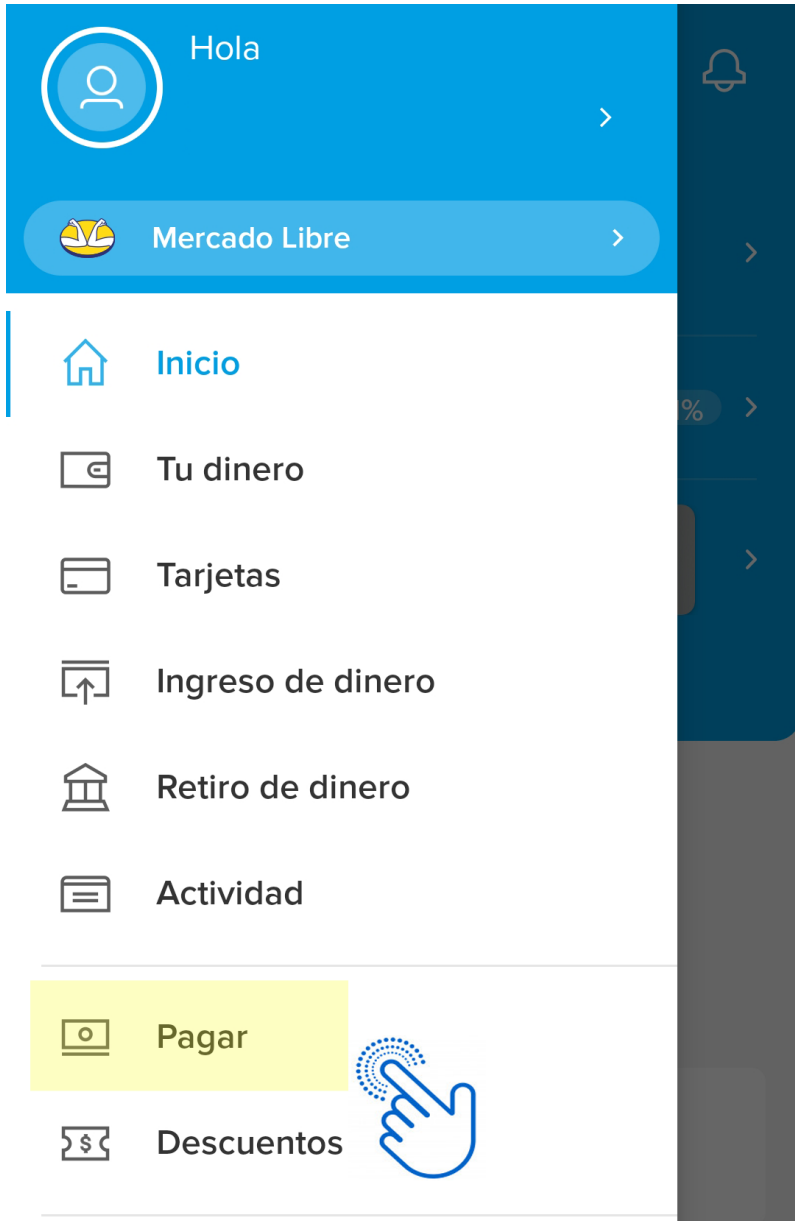 Hola
Mercado Libre
Inicio
%
Tu dinero
Tarjetas
Ingreso de dinero
Retiro de dinero
Actividad
Pagar
Descuentos